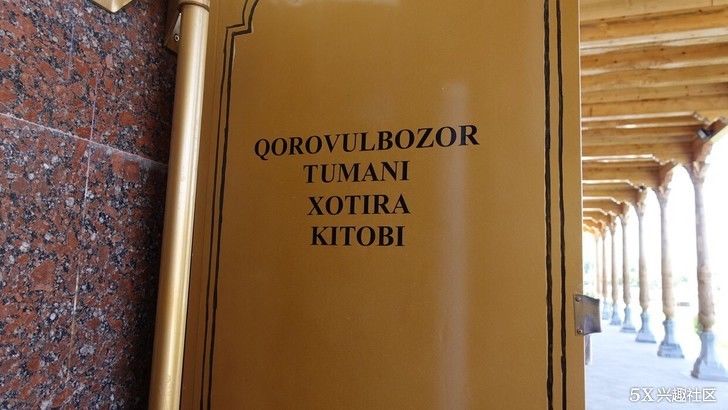 QOROVULBOZOR
TUMANI
XOTIRA
KITOBI
5X兴趣社区